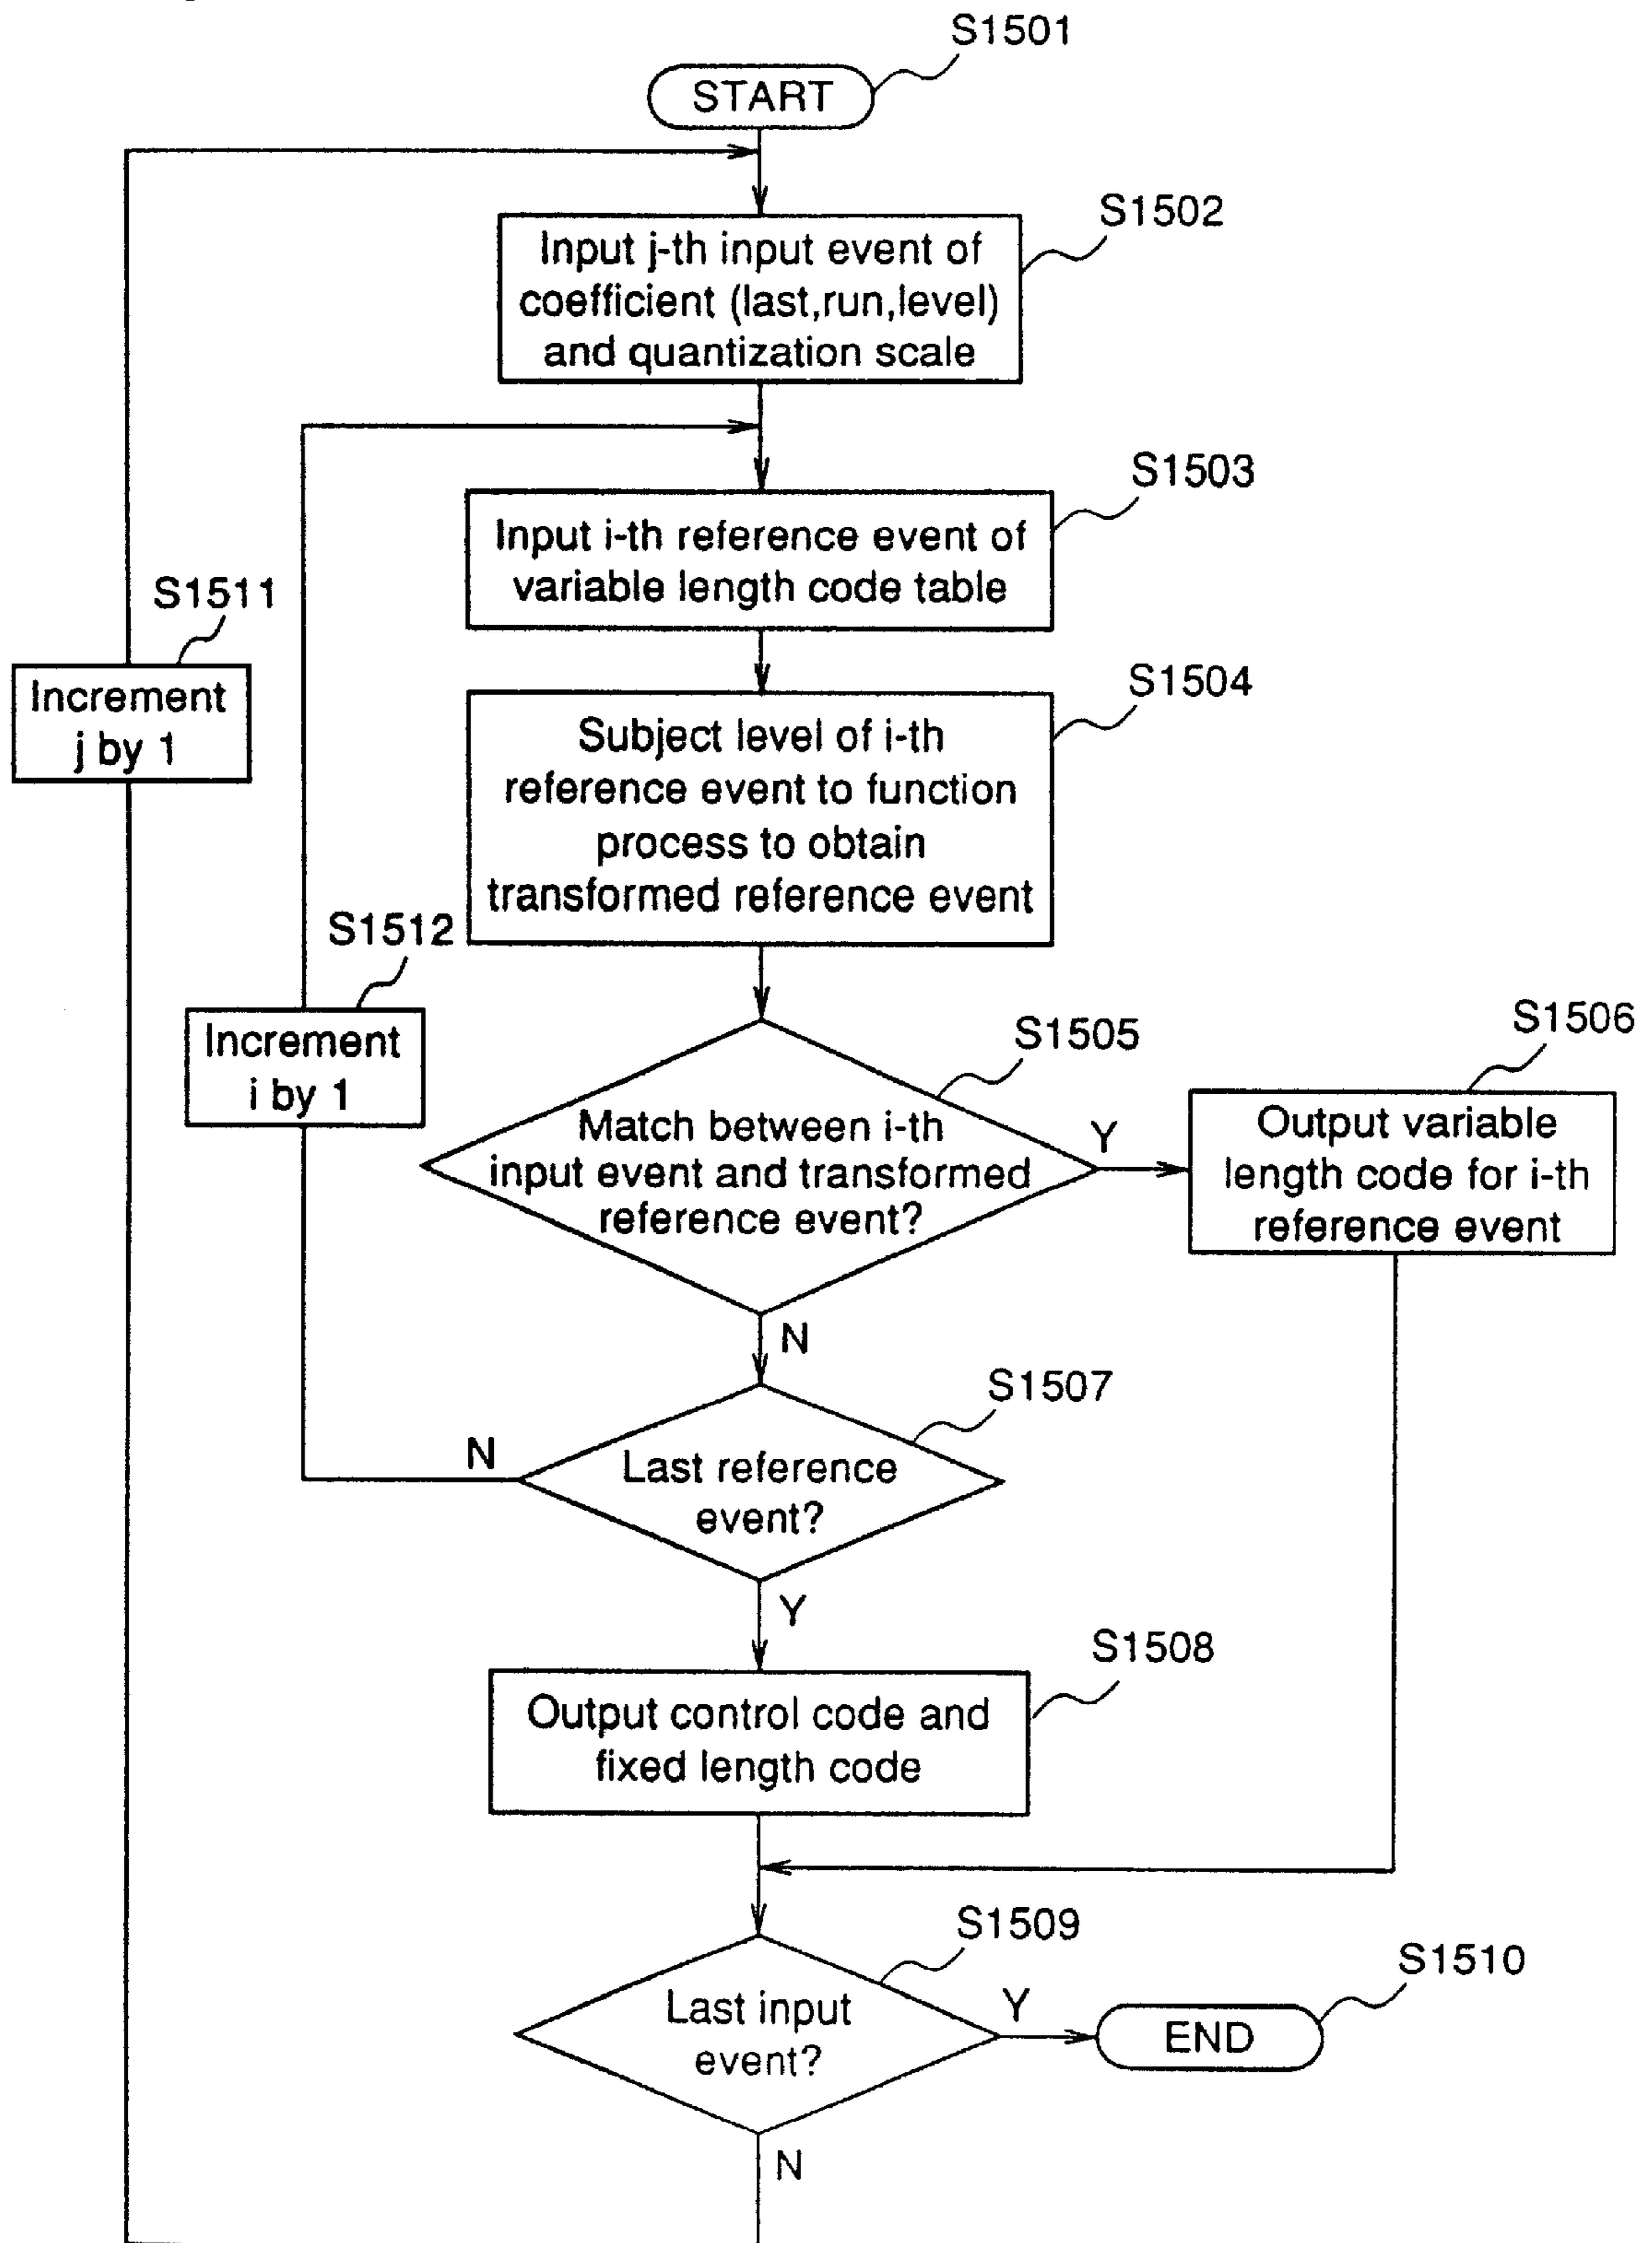 S1501
START
S1502
Input j-th input event of
coefficient (last,run,level)
and quantization scale
S1503
Input i-th reference event of
variable length code table
S1511
Increment
j by 1
S1504
Subject level of i-th
reference event to function
process to obtain
transformed reference event
S1512
Increment
i by 1
S1505
Match between i-th
input event and transformed
reference event?
Y
S1506
Output variable
length code for i-th
reference event
N
S1507
Last reference
event?
N
Y
S1508
Output control code and
fixed length code
S1509
Last input
event?
Y
S1510
END
N